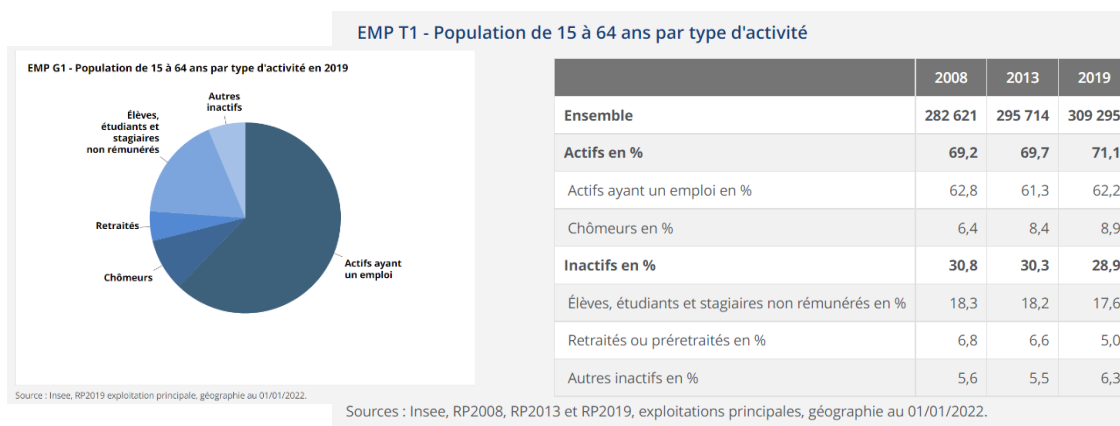 EMP T1 - Population de 15 à 64 ans par type d'activité
EMP G1 - Population de 15 à 64 ans par type d'activité en 2019
Autres
inactifs
Élèves,
étudiants et
stagiaires
non rémunérés
Retraités
Chômeurs
Actifs ayant
un emploi
Source : Insee, RP2019 exploitation principale, géographie au 01/01/2022.
2008 2013 2019
Ensemble 282 621 295 714 309 295
Actifs en % 69,2 69,7 71,1
Actifs ayant un emploi en % 62,8 61,3 62,2
Chômeurs en % 6,4 8,4 8,9
Inactifs en % 30,8 30,3 28,9
Élèves, étudiants et stagiaires non rémunérés en % 18,3 18,2 17,6
Retraités ou préretraités en % 6,8 6,6 5,0
Autres inactifs en % 5,6 5,5 6,3
Sources : Insee, RP2008, RP2013 et RP2019, exploitations principales, géographie au 01/01/2022.